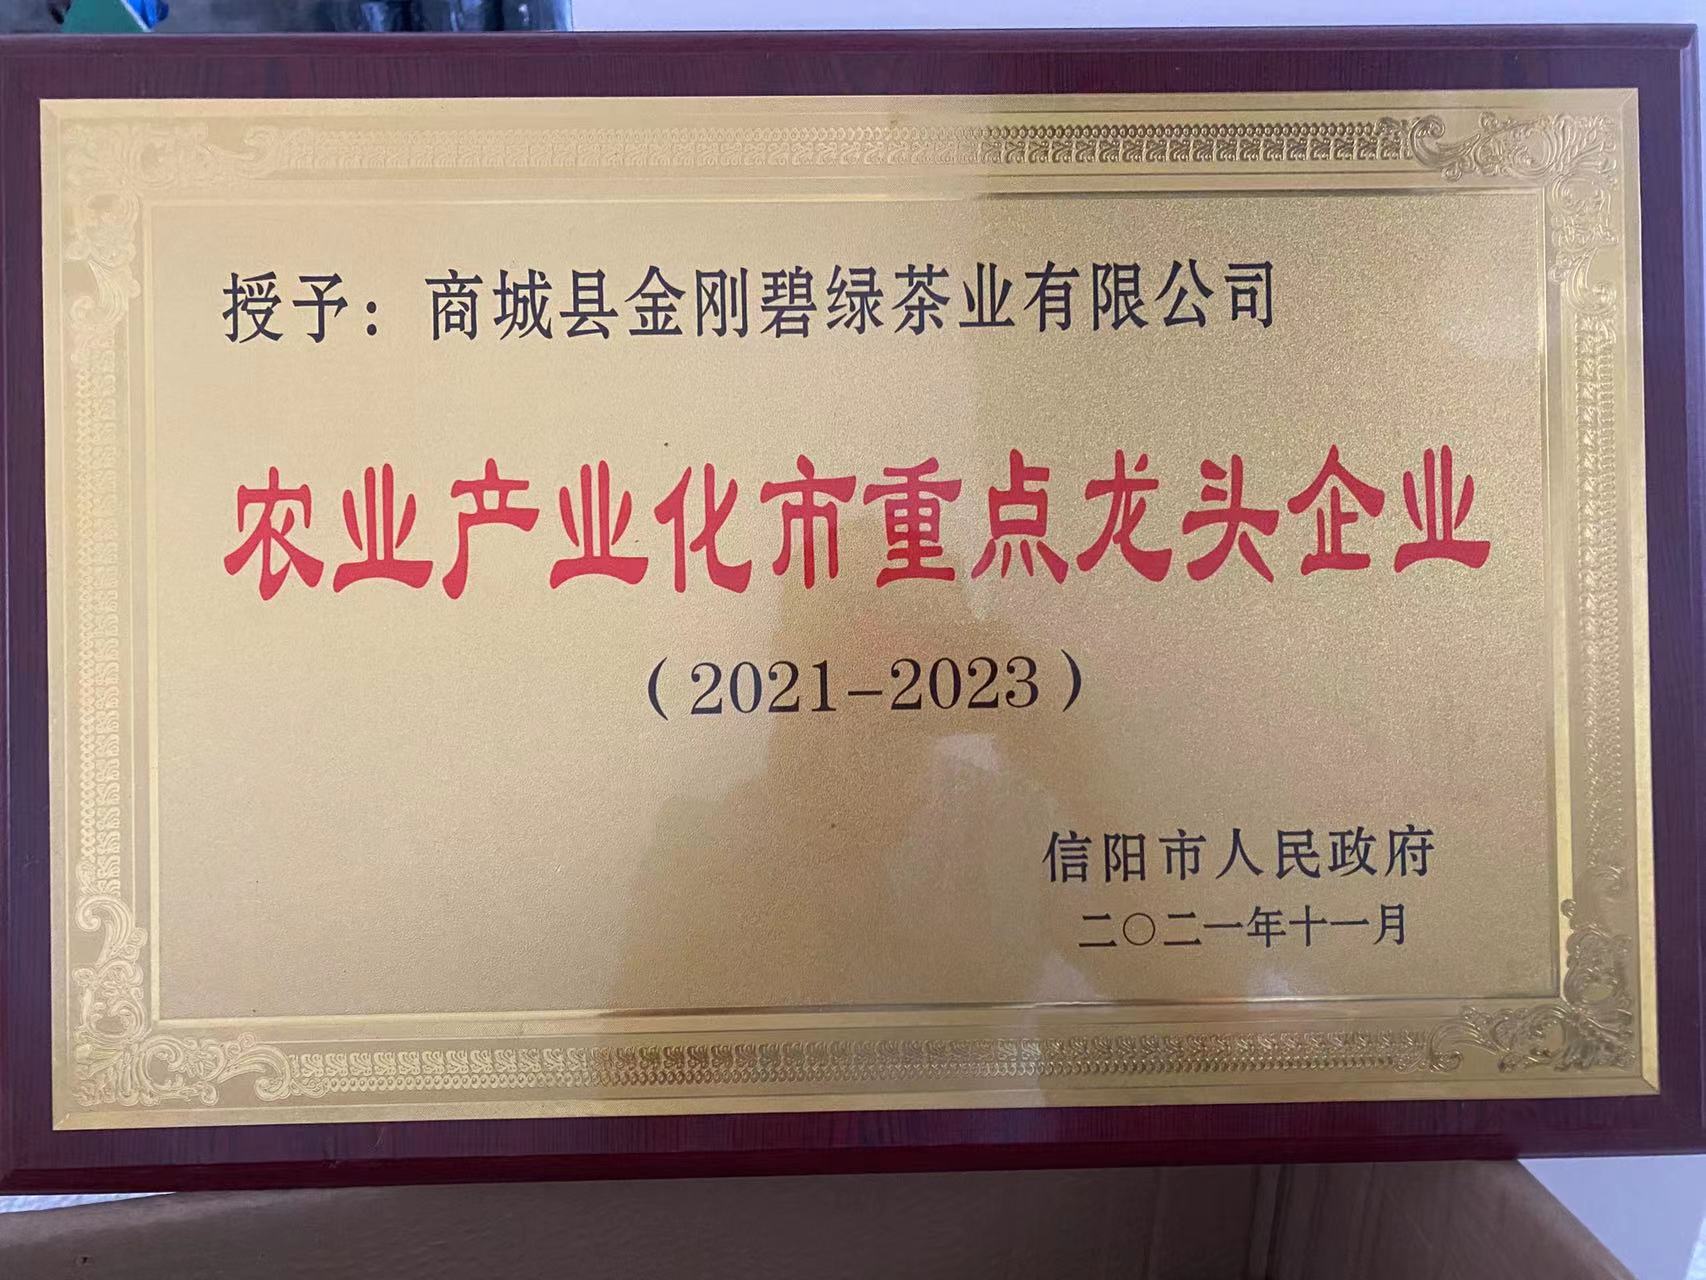 授予：商城县金刚碧绿茶业有限公司
农业产业化市重点龙头企业
（2021-2023）
信阳市人民政府
二〇二一年十一月